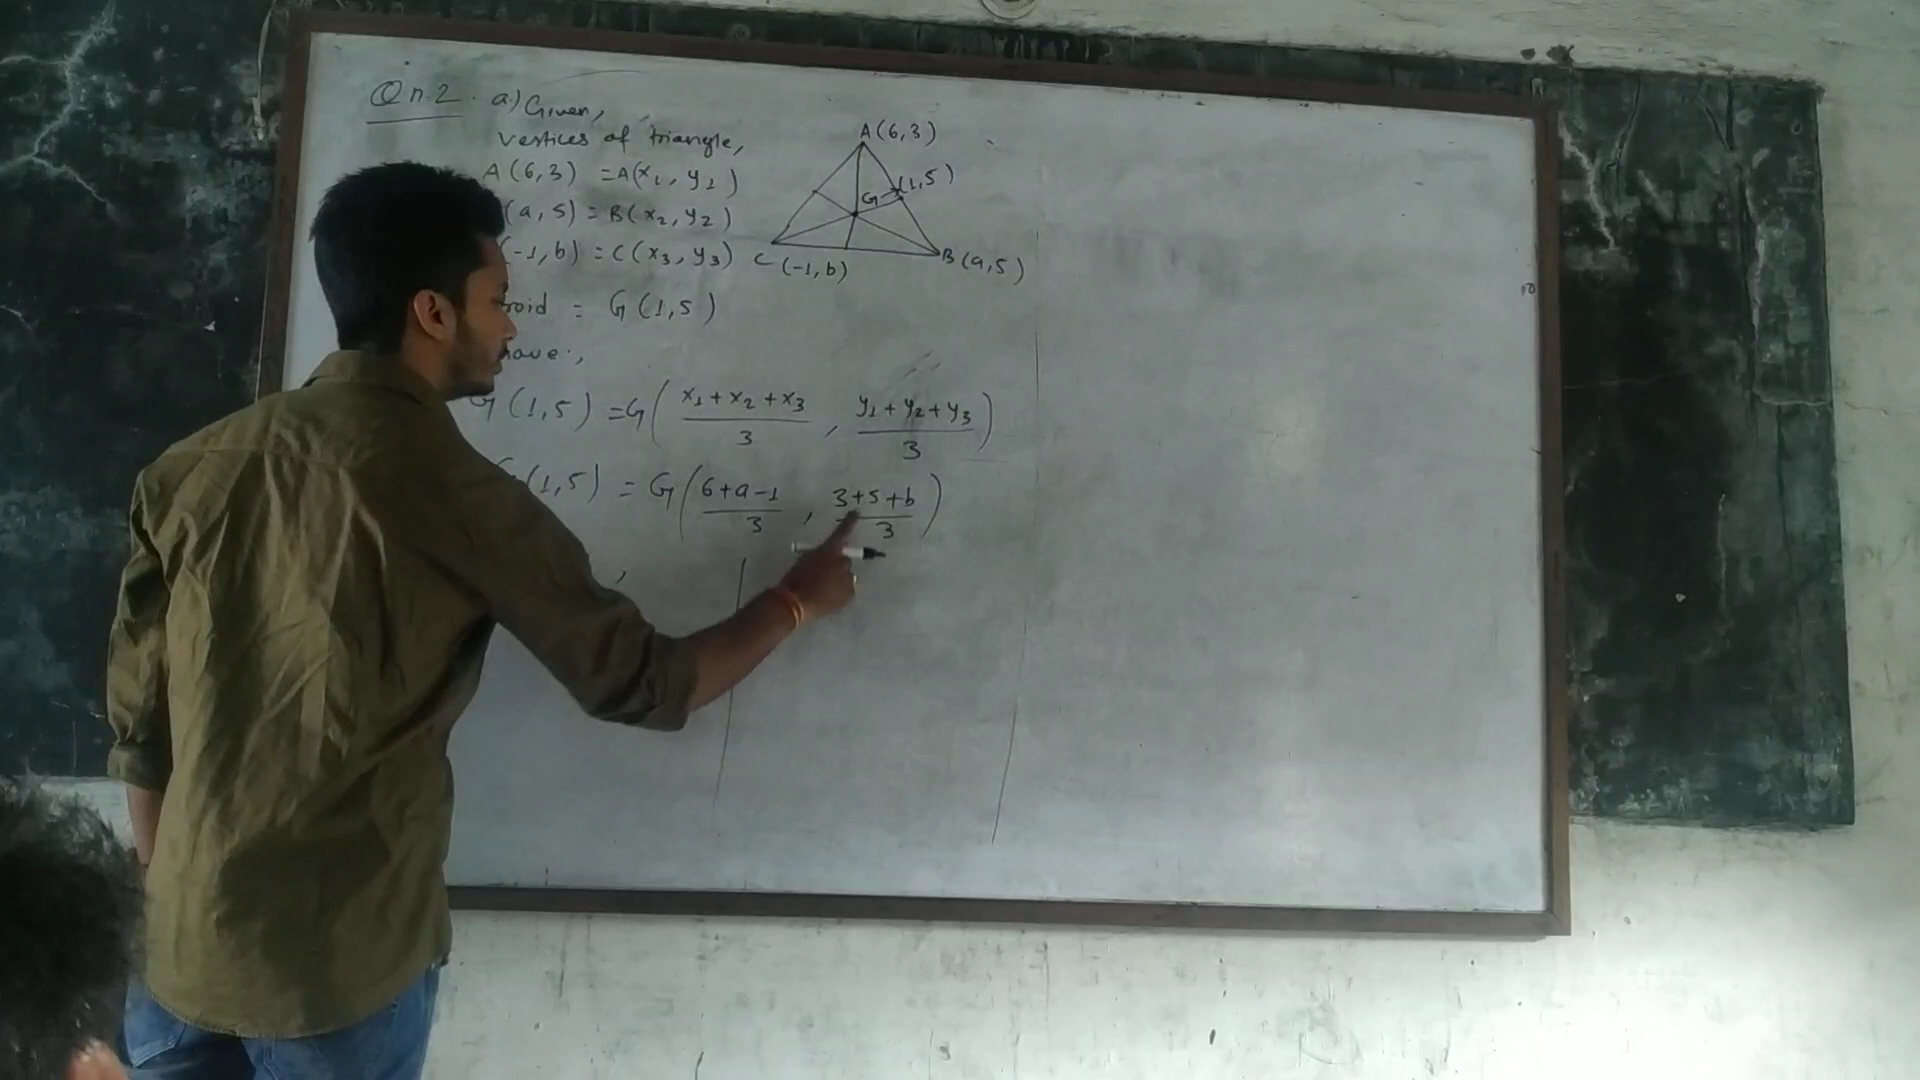 Qn.2. a.) Given,
vertices of triangle,
A(6,3) = A(x1, y1)
(a, 5) = B(x2, y2)
(-1, b) = C(x3, y3)
roid = G(1,5)
have,
G(1,5) = G(x1+x2+x3/3, y1+y2+y3/3)
G(1,5) = G(6+a-1/3, 3+5+b/3)
,
A(6,3)
G (1,5)
C(-1,b)
B(a,5)